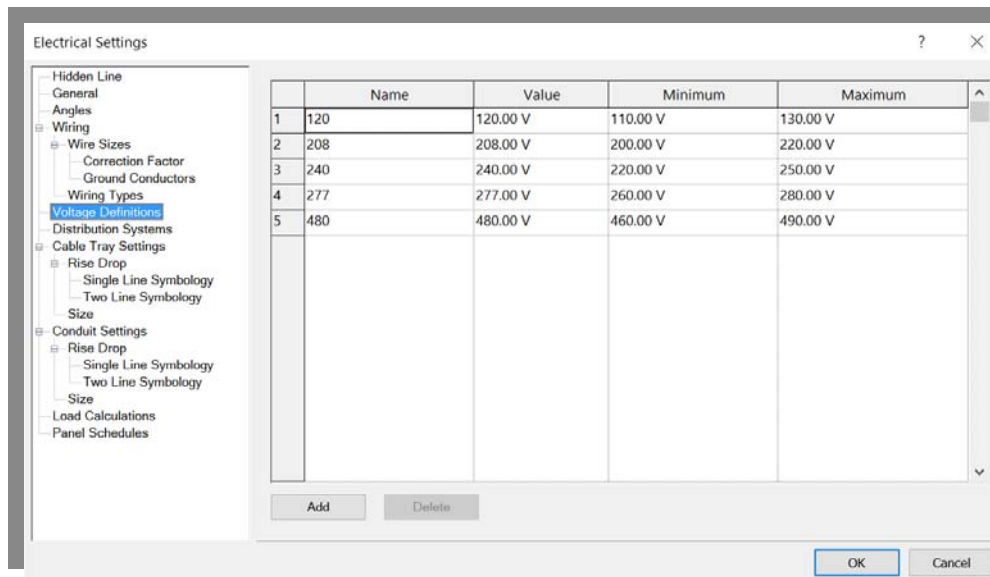 Electrical Settings ?
Hidden Line
General
Angles
Wiring
Wire Sizes
Correction Factor
Ground Conductors
Wiring Types
Voltage Definitions
Distribution Systems
Cable Tray Settings
Rise Drop
Single Line Symbology
Two Line Symbology
Size
Conduit Settings
Rise Drop
Single Line Symbology
Two Line Symbology
Size
Load Calculations
Panel Schedules
Name Value Minimum Maximum
1 120 120.00 V 110.00 V 130.00 V
2 208 208.00 V 200.00 V 220.00 V
3 240 240.00 V 220.00 V 250.00 V
4 277 277.00 V 260.00 V 280.00 V
5 480 480.00 V 460.00 V 490.00 V
Add Delete
OK Cancel